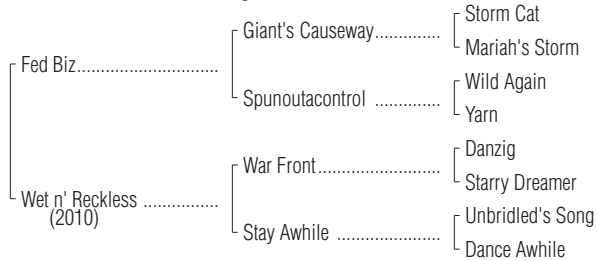 Storm Cat
Giant's Causeway..............
Mariah's Storm
Fed Biz..............................
Wild Again
Spunoutacontrol ..............
Yarn
Danzig
War Front..........................
Starry Dreamer
Wet n' Reckless ................
(2010)
Unbridled's Song
Stay Awhile ......................
Dance Awhile